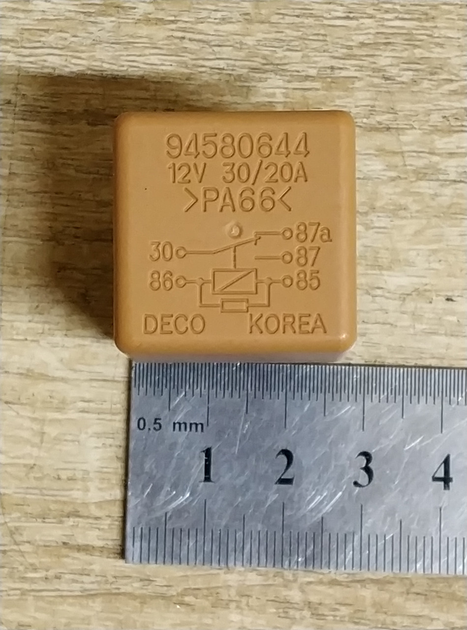 94580644
12V 30/20A
>PA66<
87a
30 87
86 85
DECO KOREA
0.5 mm
1 2 3 4